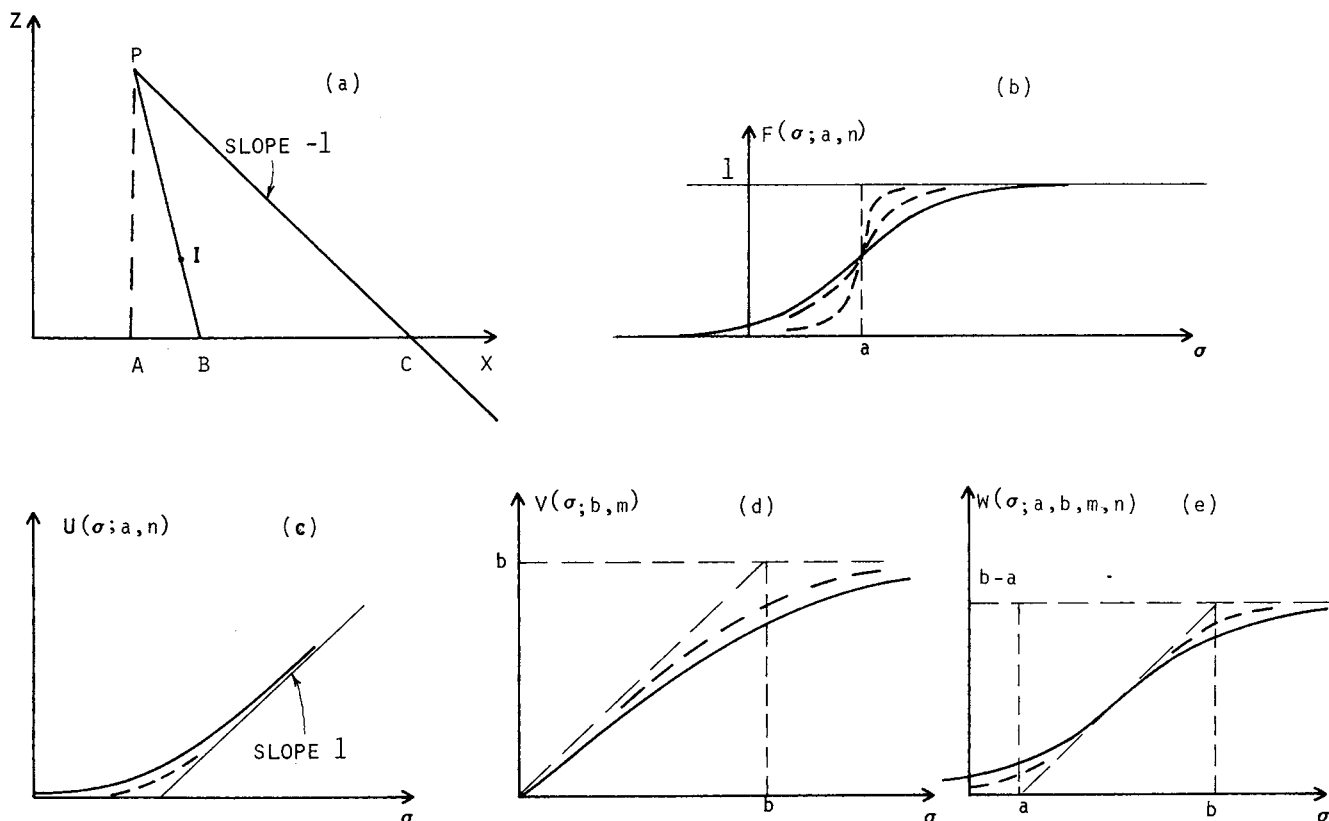 Z
P
(a)
SLOPE -1
I
A B C X
(b)
F(σ;a,n)
1
a
σ
U(σ;a,n) (c)
SLOPE 1
σ
V(σ;b,m) (d)
b
b
σ
W(σ;a,b,m,n) (e)
b-a
a b σ